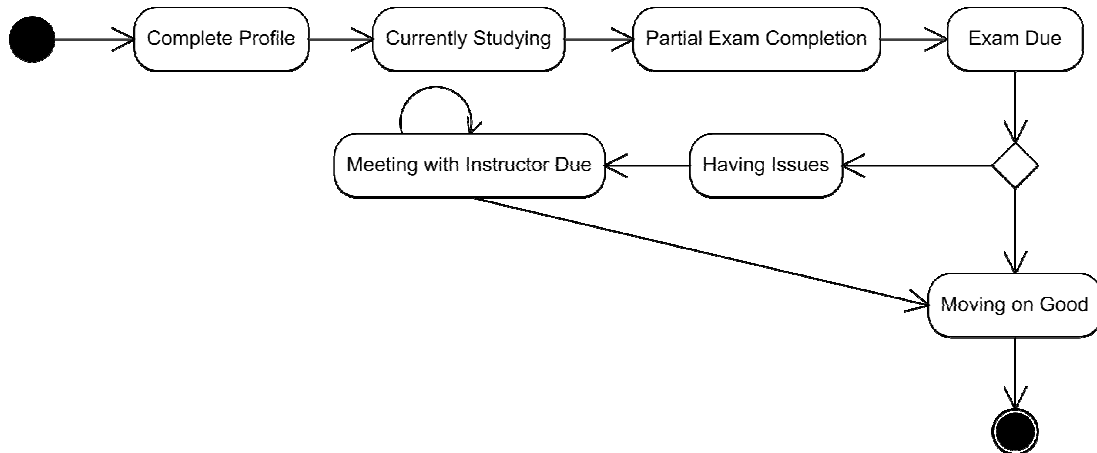 Complete Profile
Currently Studying
Partial Exam Completion
Exam Due
Meeting with Instructor Due
Having Issues
Moving on Good